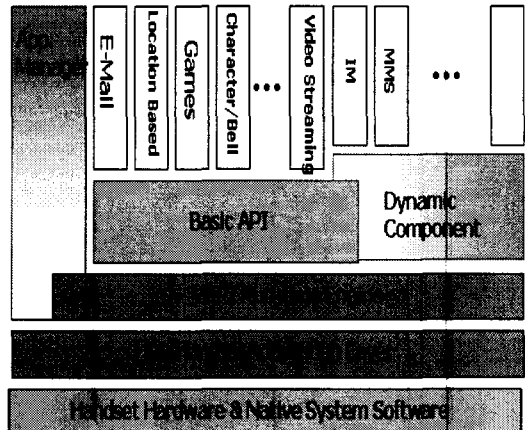 App.
Manager
E-Mail
Location Based
Games
Character/Bell
•••
Video Streaming
IM
MMS
•••
Basic API
Dynamic
Component
Handset Hardware & Native System Software